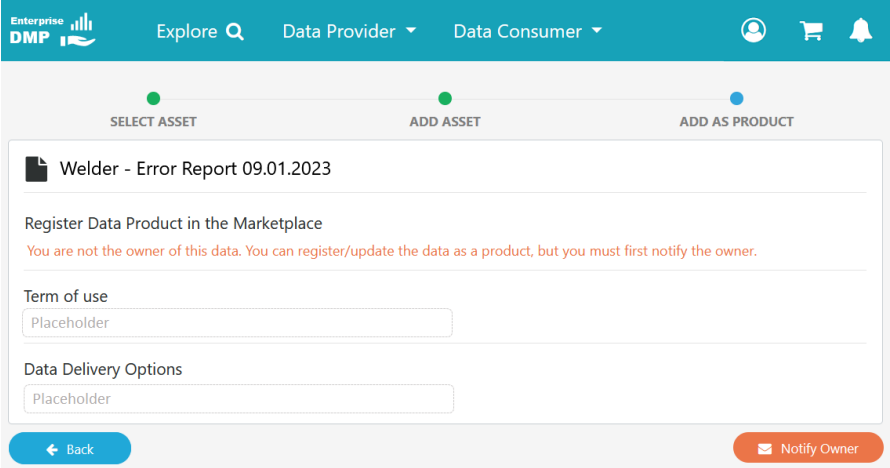 Enterprise
DMP
Explore
Data Provider
Data Consumer
SELECT ASSET
ADD ASSET
ADD AS PRODUCT
Welder - Error Report 09.01.2023
Register Data Product in the Marketplace
You are not the owner of this data. You can register/update the data as a product, but you must first notify the owner.
Term of use
Placeholder
Data Delivery Options
Placeholder
Back
Notify Owner